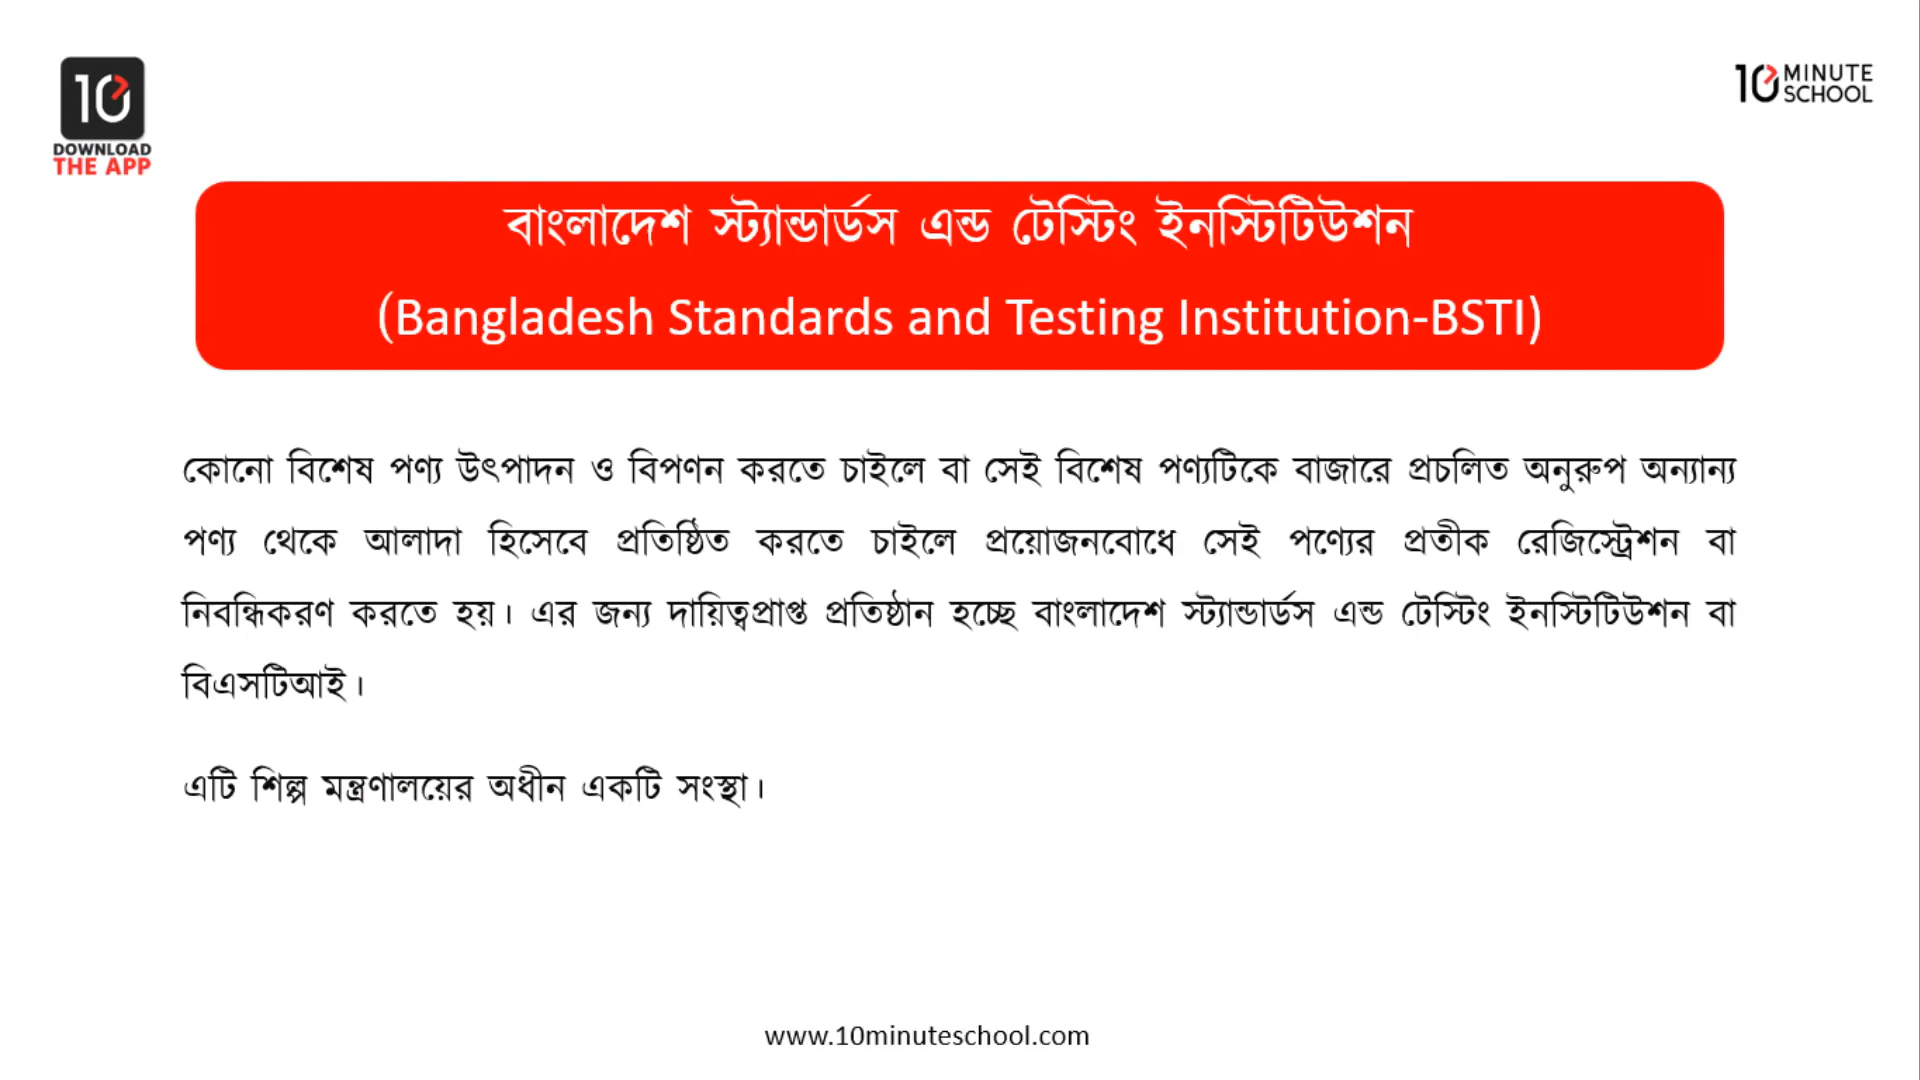 10
DOWNLOAD
THE APP
10 MINUTE
SCHOOL
বাংলাদেশ স্ট্যান্ডার্ডস এন্ড টেস্টিং ইনস্টিটিউশন
(Bangladesh Standards and Testing Institution-BSTI)
কোনো বিশেষ পণ্য উৎপাদন ও বিপণন করতে চাইলে বা সেই বিশেষ পণ্যটিকে বাজারে প্রচলিত অনুরুপ অন্যান্য
পণ্য থেকে আলাদা হিসেবে প্রতিষ্ঠিত করতে চাইলে প্রয়োজনবোধে সেই পণ্যের প্রতীক রেজিস্ট্রেশন বা
নিবন্ধিকরণ করতে হয়। এর জন্য দায়িত্বপ্রাপ্ত প্রতিষ্ঠান হচ্ছে বাংলাদেশ স্ট্যান্ডার্ডস এন্ড টেস্টিং ইনস্টিটিউশন বা
বিএসটিআই।
এটি শিল্প মন্ত্রণালয়ের অধীন একটি সংস্থা।
www.10minuteschool.com